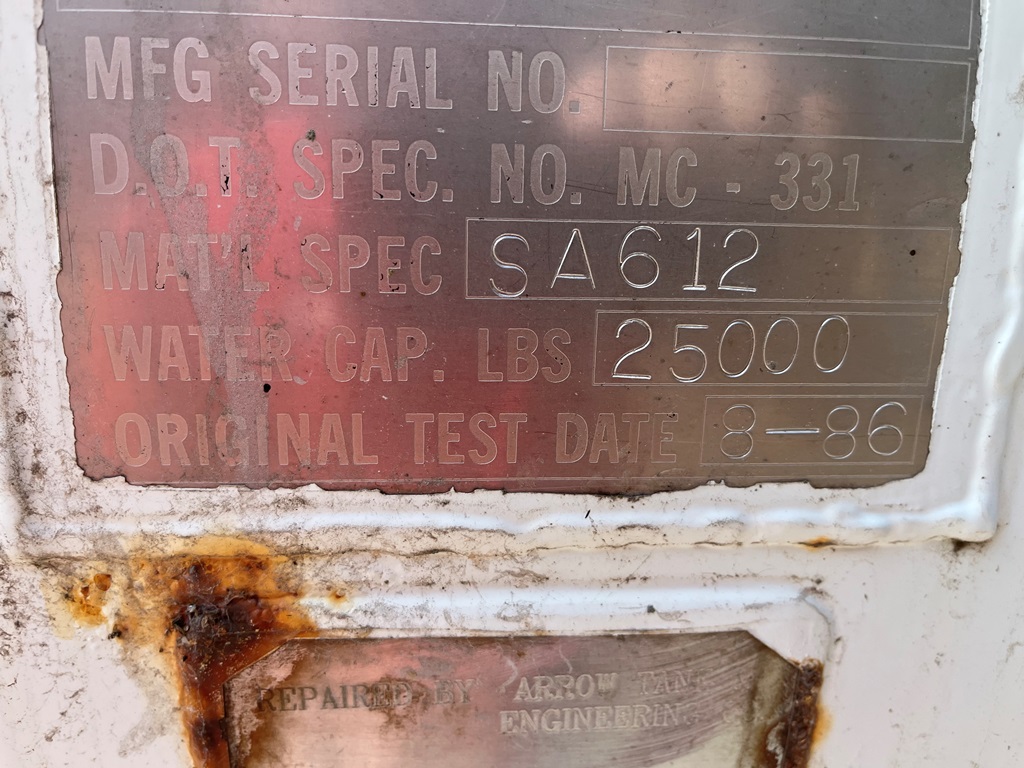 MFG SERIAL NO.
D.O.T. SPEC. NO. MC - 331
MAT'L SPEC SA612
WATER CAP. LBS 25000
ORIGINAL TEST DATE 8-86
REPAIRED BY ARROW TANK
ENGINEERING